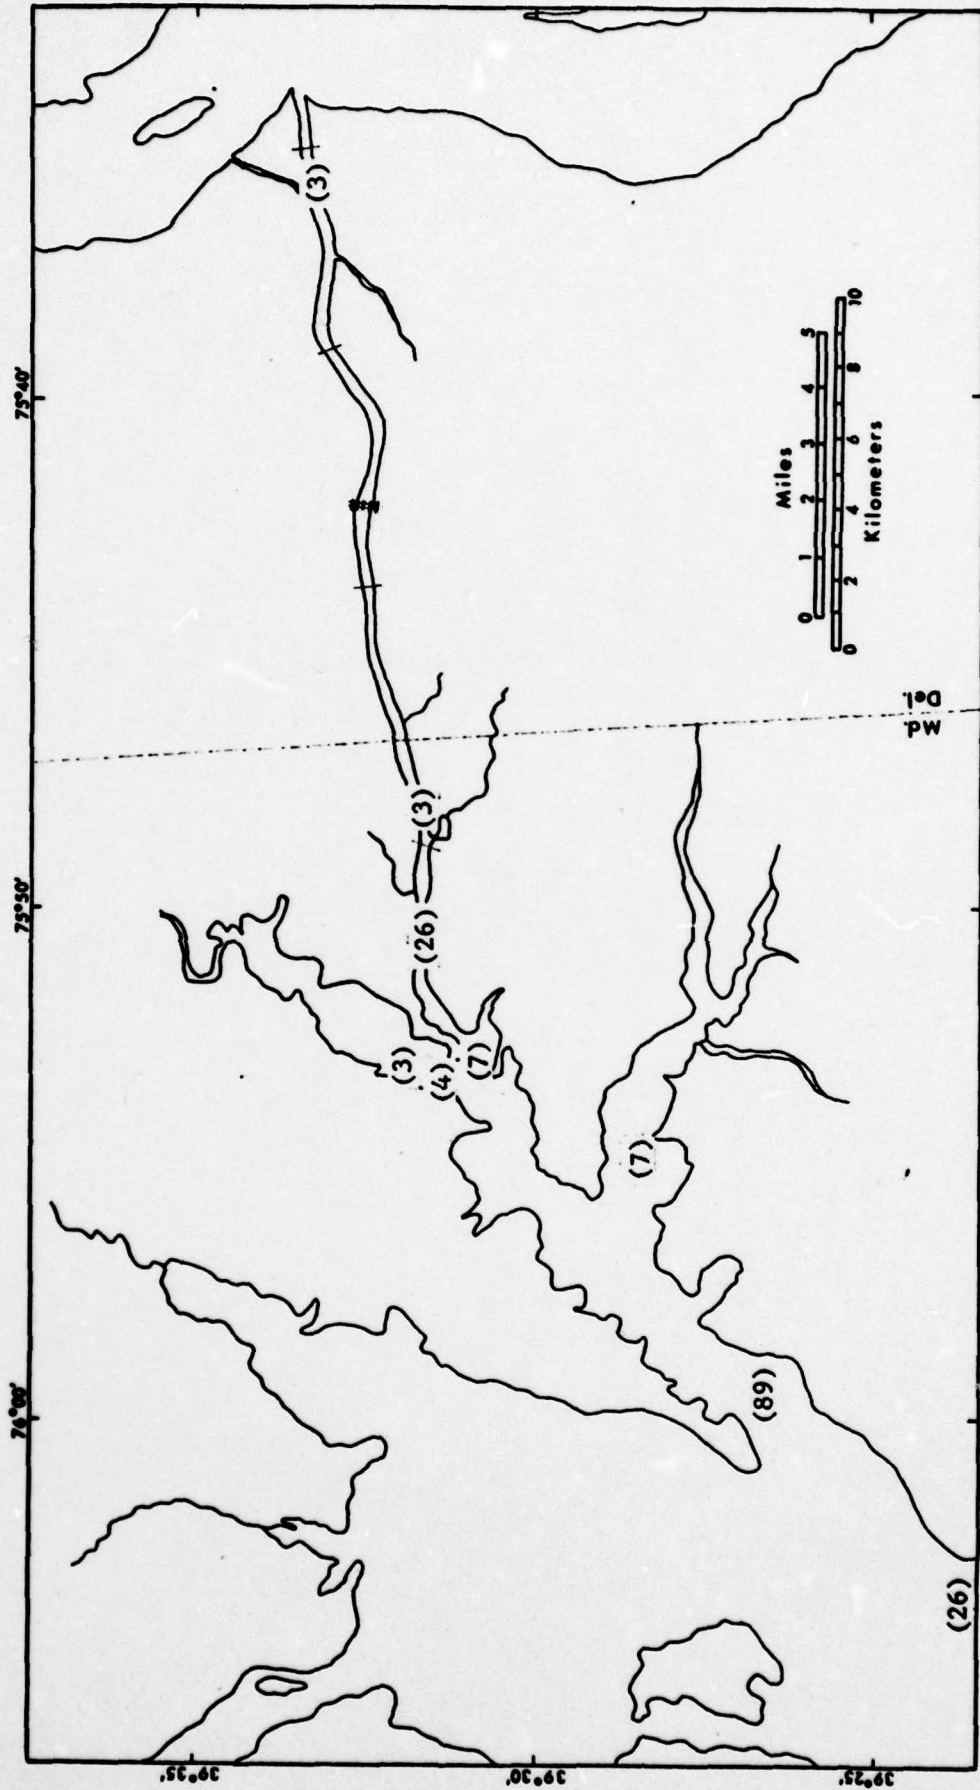 76°00' 75°50' 75°40'
39°35'
(3)
(3)
(26) (3)
(4)
(7)
39°30'
(7)
(89)
Miles
0 1 2 3 4 5
0 2 4 6 8 10
Kilometers
39°25'
Md. Del.
(26)